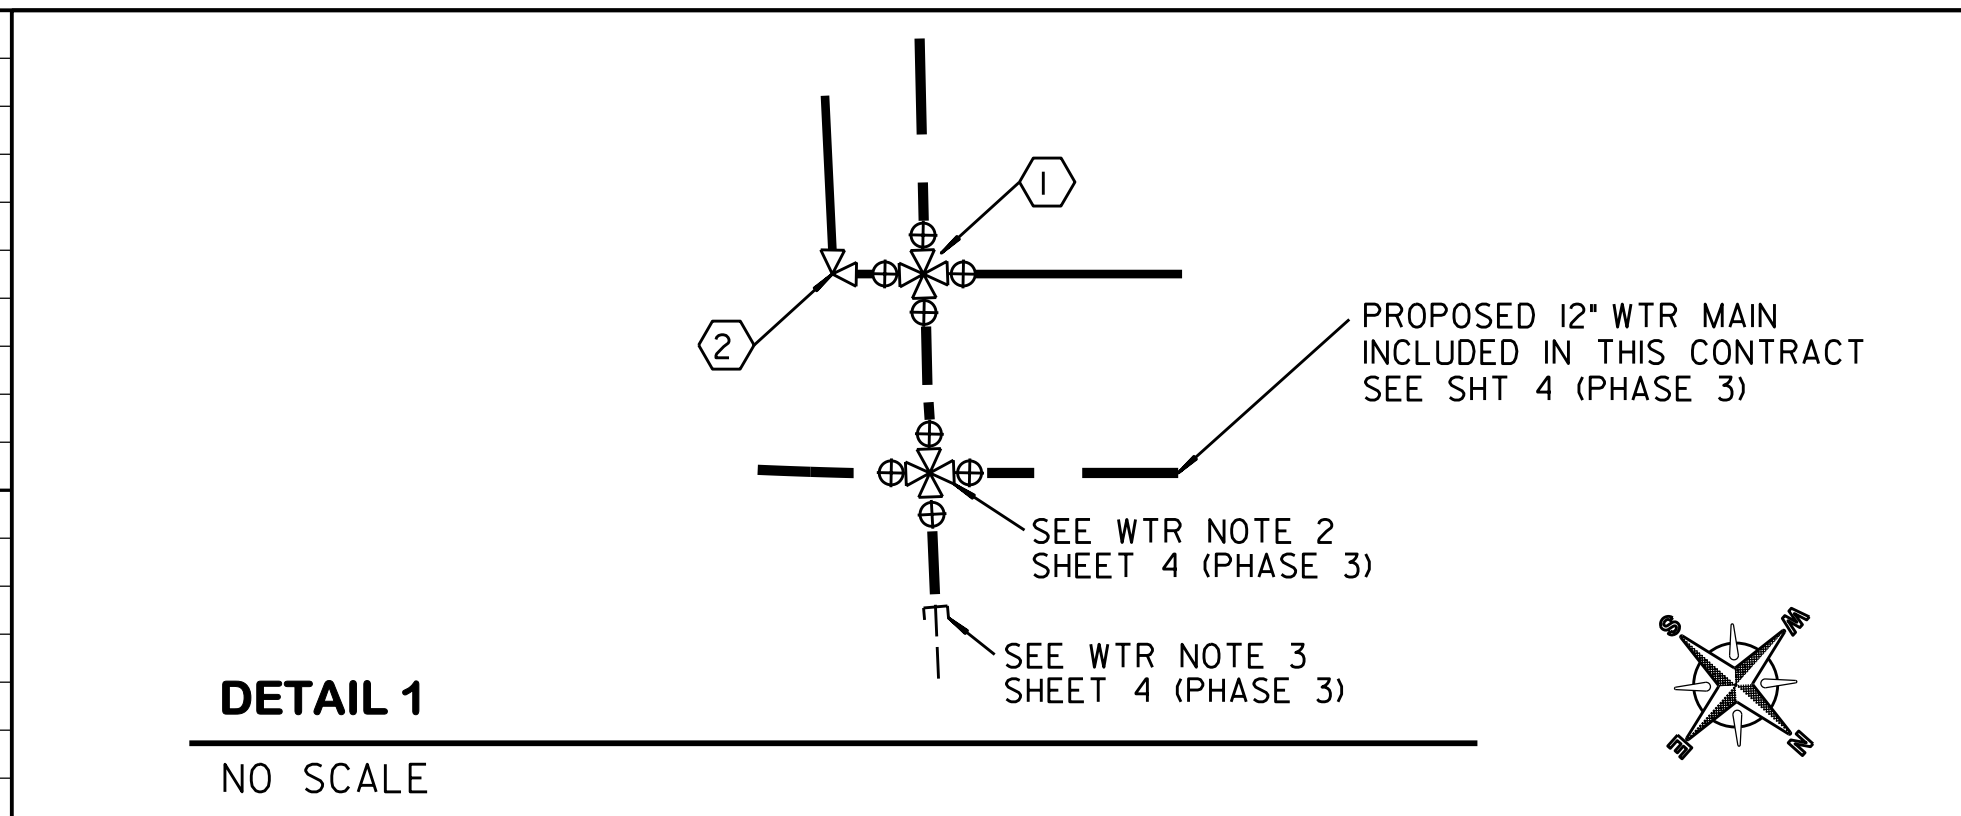 1
2
PROPOSED 12" WTR MAIN
INCLUDED IN THIS CONTRACT
SEE SHT 4 (PHASE 3)
SEE WTR NOTE 2
SHEET 4 (PHASE 3)
SEE WTR NOTE 3
SHEET 4 (PHASE 3)
S
W
E
N
DETAIL 1
NO SCALE